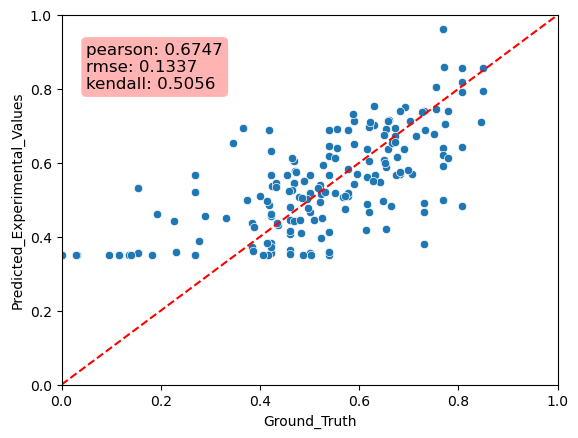 1.0
0.8
0.6
0.4
0.2
0.0
Predicted_Experimental_Values
pearson: 0.6747
rmse: 0.1337
kendall: 0.5056
0.0 0.2 0.4 0.6 0.8 1.0
Ground_Truth